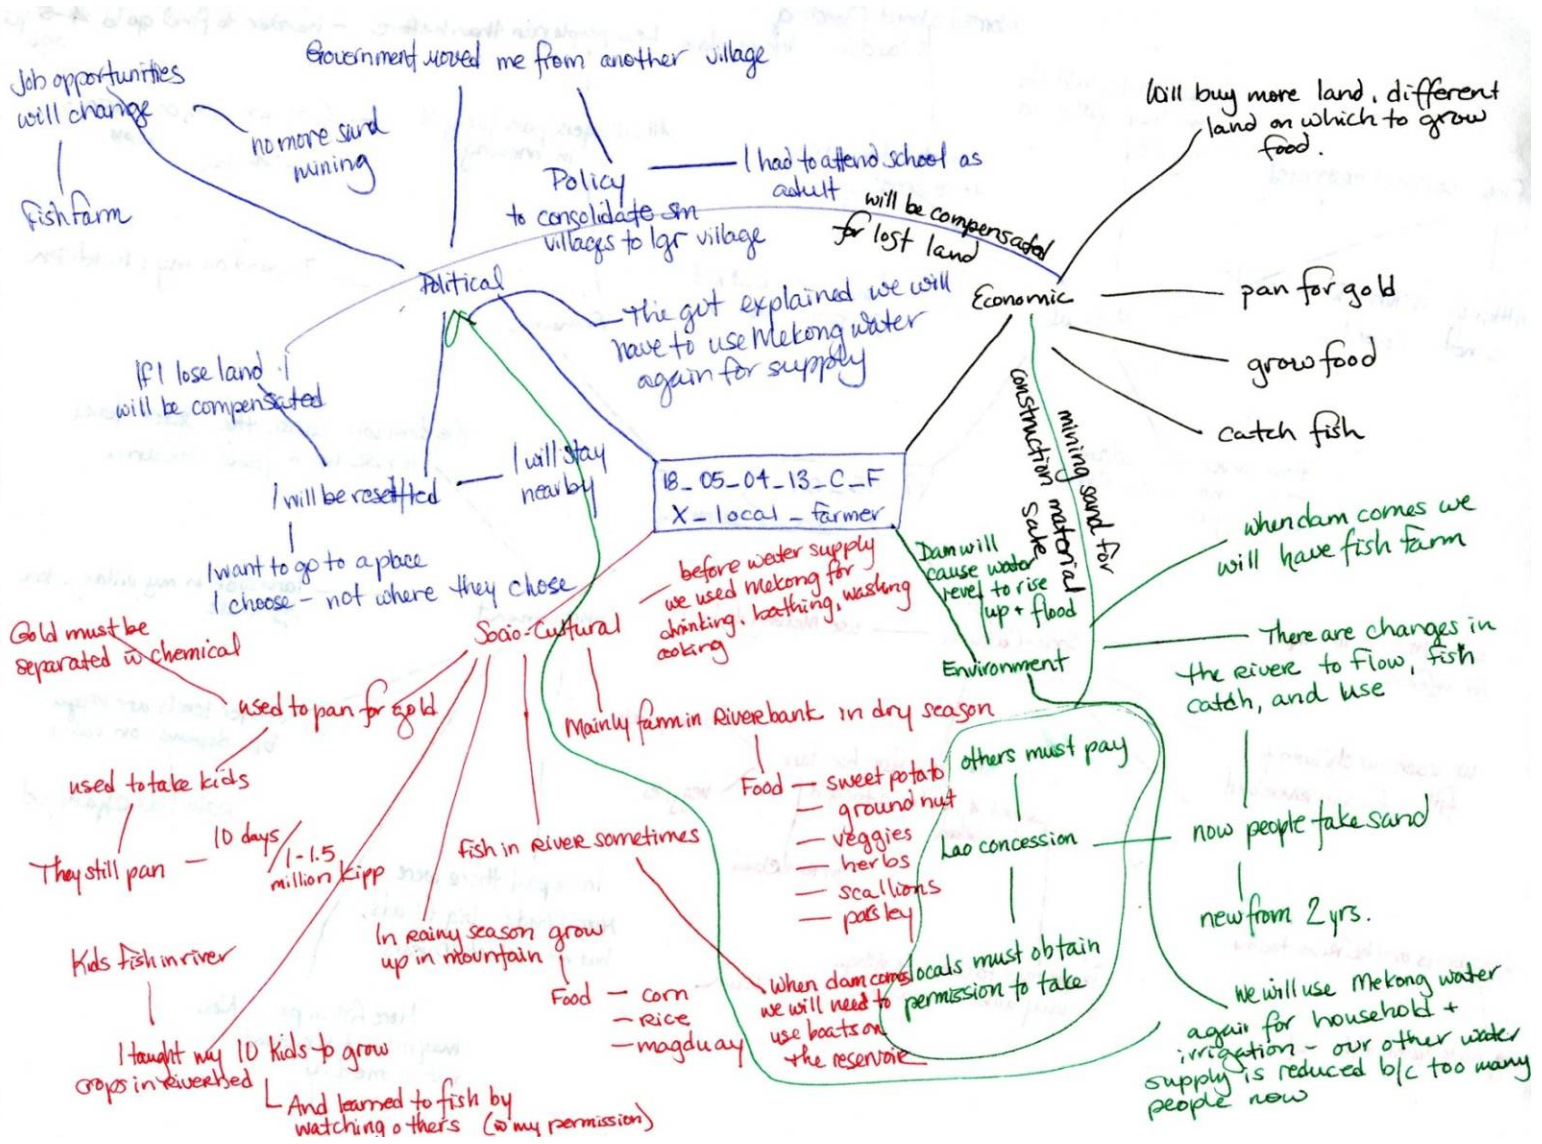 Government moved me from another village
Job opportunities
will change
no more sand
mining
fish farm
Policy
to consolidate sm
villages to lgr village
I had to attend school as
adult
will be compensated
for lost land
Will buy more land, different
land on which to grow
food.
Political
The gvt explained we will
have to use Mekong water
again for supply
Economic
pan for gold
grow food
catch fish
mining sand for
construction material
sale
If I lose land I
will be compensated
I will be resettled
I will stay
nearby
I want to go to a place
I choose - not where they chose
18_05_04_13_C_F
X_local_farmer
Socio-Cultural
before water supply
we used Mekong for
drinking, bathing, washing
cooking
Dam will
cause water
level to rise
up + flood
Environment
when dam comes we
will have fish farm
There are changes in
the river to flow, fish
catch, and use
now people take sand
new from 2 yrs.
others must pay
Lao concession
locals must obtain
permission to take
We will use Mekong water
again for household +
irrigation - our other water
supply is reduced b/c too many
people now
Gold must be
separated w chemical
used to pan for gold
used to take kids
They still pan
10 days/
1-1.5
million kipp
Mainly farm in Riverbank in dry season
Food
sweet potato
ground nut
veggies
herbs
scallions
parsley
fish in River sometimes
When dam comes
we will need to
use boats on
the reservoir
In rainy season grow
up in mountain
Food
corn
Rice
magduay
Kids fish in river
I taught my 10 kids to grow
crops in riverbed
And learned to fish by
watching others (w my permission)